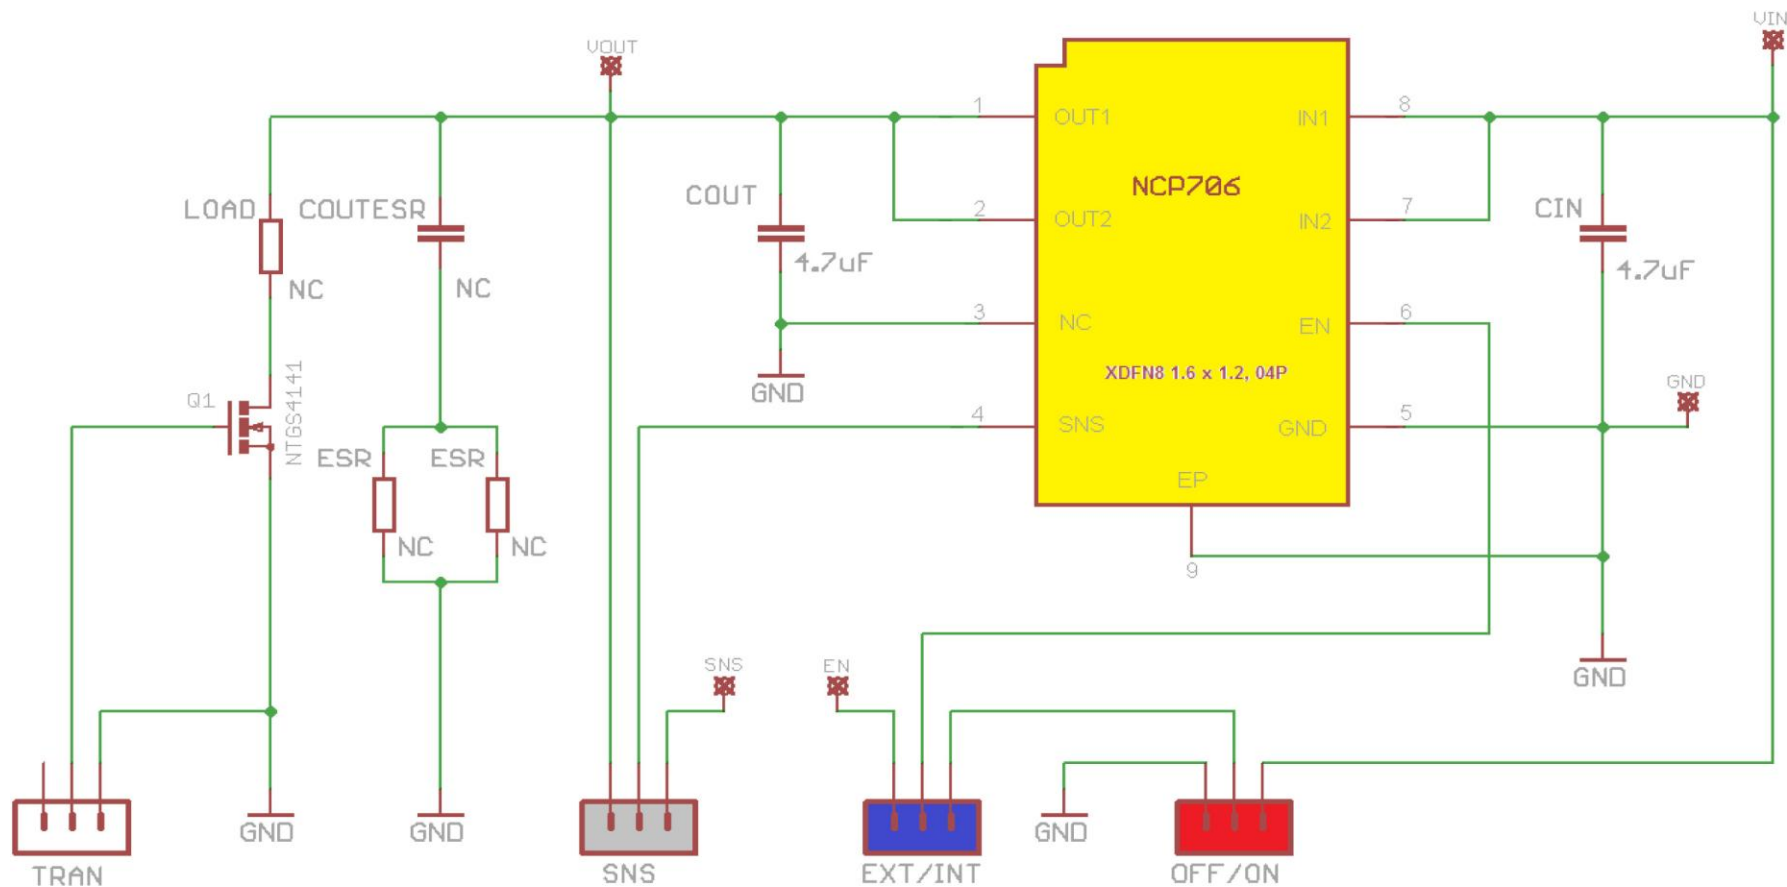 VIN
VOUT
1
OUT1
IN1
8
NCP706
LOAD
COUTESR
COUT
2
OUT2
IN2
7
CIN
4.7uF
4.7uF
NC
NC
3
NC
EN
6
XDFN8 1.6 x 1.2, 04P
GND
Q1
NTGS4141
GND
4
SNS
GND
5
ESR
ESR
EP
NC
NC
9
SNS
EN
GND
GND
GND
GND
TRAN
SNS
EXT/INT
OFF/ON